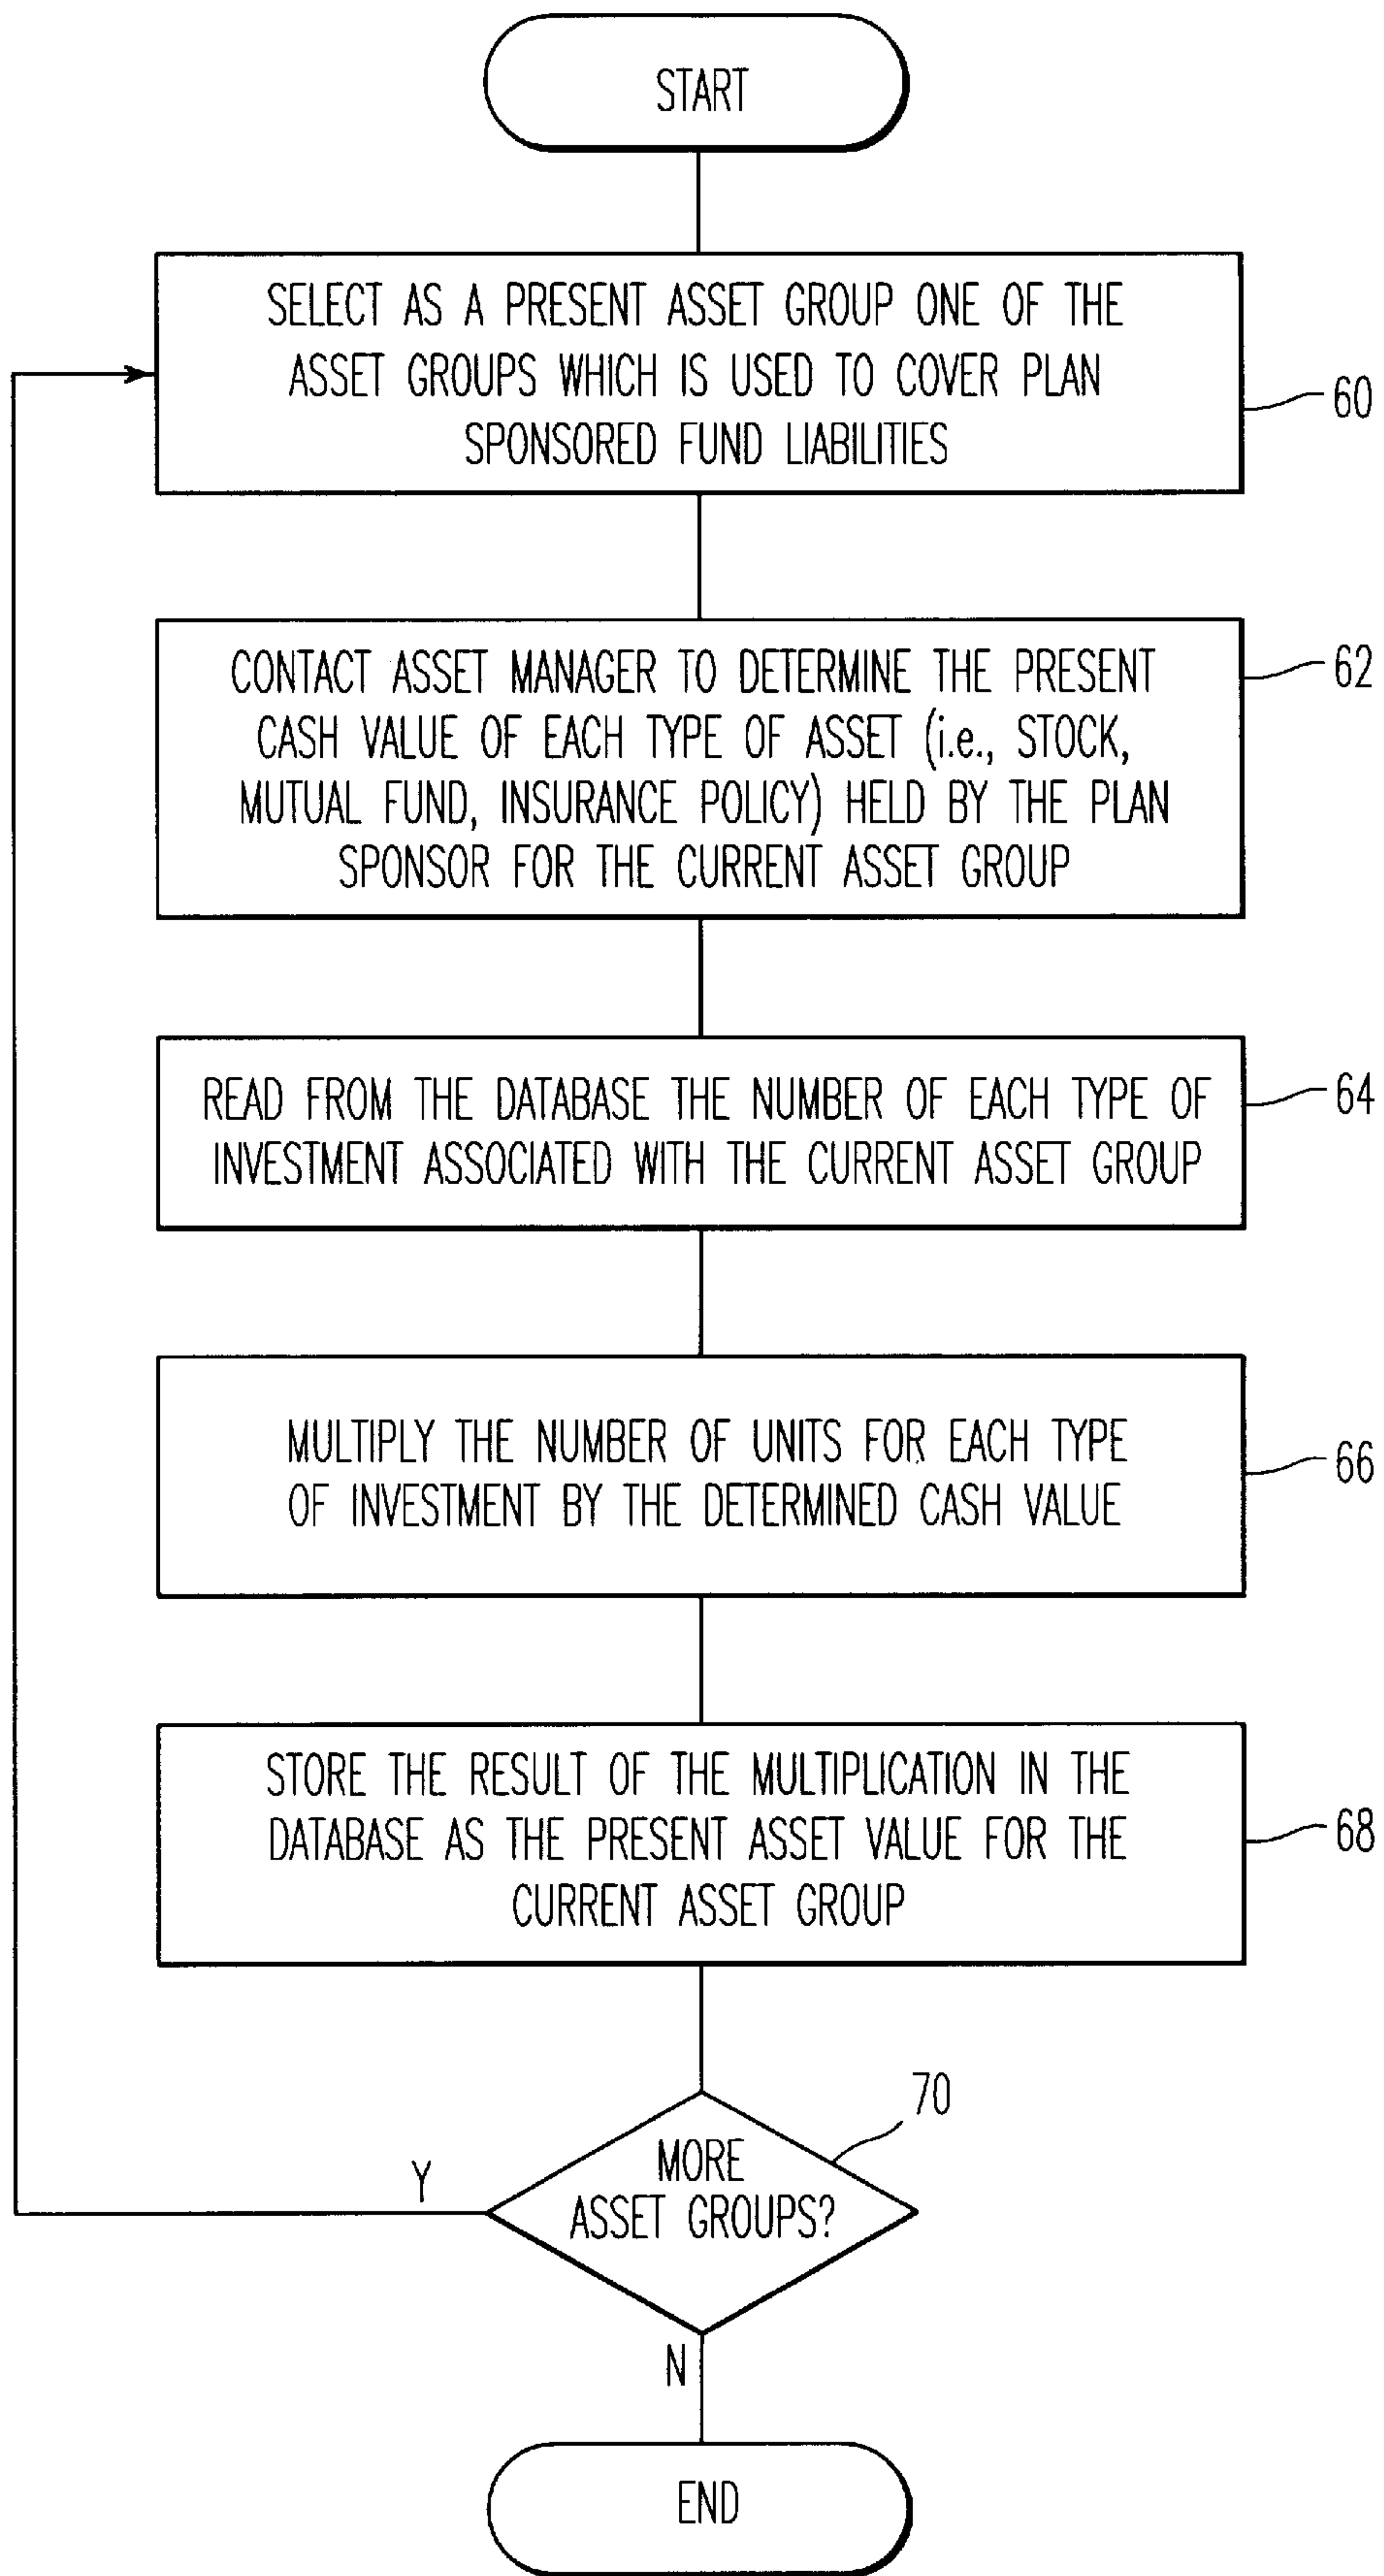 START
SELECT AS A PRESENT ASSET GROUP ONE OF THE
ASSET GROUPS WHICH IS USED TO COVER PLAN
SPONSORED FUND LIABILITIES
60
CONTACT ASSET MANAGER TO DETERMINE THE PRESENT
CASH VALUE OF EACH TYPE OF ASSET (i.e., STOCK,
MUTUAL FUND, INSURANCE POLICY) HELD BY THE PLAN
SPONSOR FOR THE CURRENT ASSET GROUP
62
READ FROM THE DATABASE THE NUMBER OF EACH TYPE OF
INVESTMENT ASSOCIATED WITH THE CURRENT ASSET GROUP
64
MULTIPLY THE NUMBER OF UNITS FOR EACH TYPE
OF INVESTMENT BY THE DETERMINED CASH VALUE
66
STORE THE RESULT OF THE MULTIPLICATION IN THE
DATABASE AS THE PRESENT ASSET VALUE FOR THE
CURRENT ASSET GROUP
68
70
MORE
ASSET GROUPS?
Y
N
END